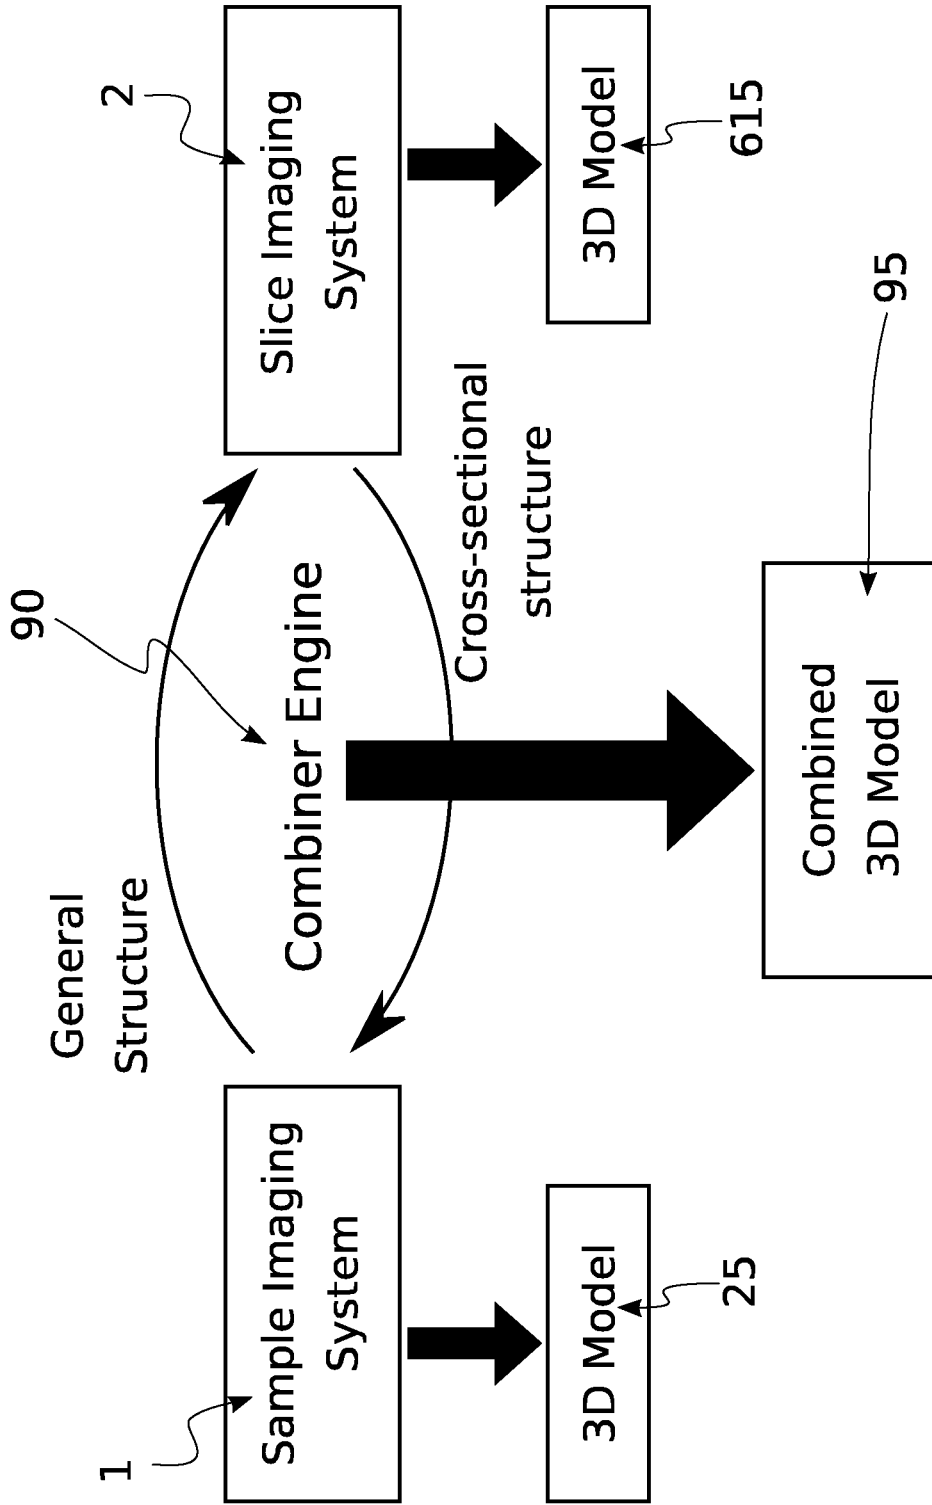 90
General
Structure
1
2
Sample Imaging
System
Combiner Engine
Slice Imaging
System
Cross-sectional
structure
3D Model
3D Model
25
615
Combined
3D Model
95